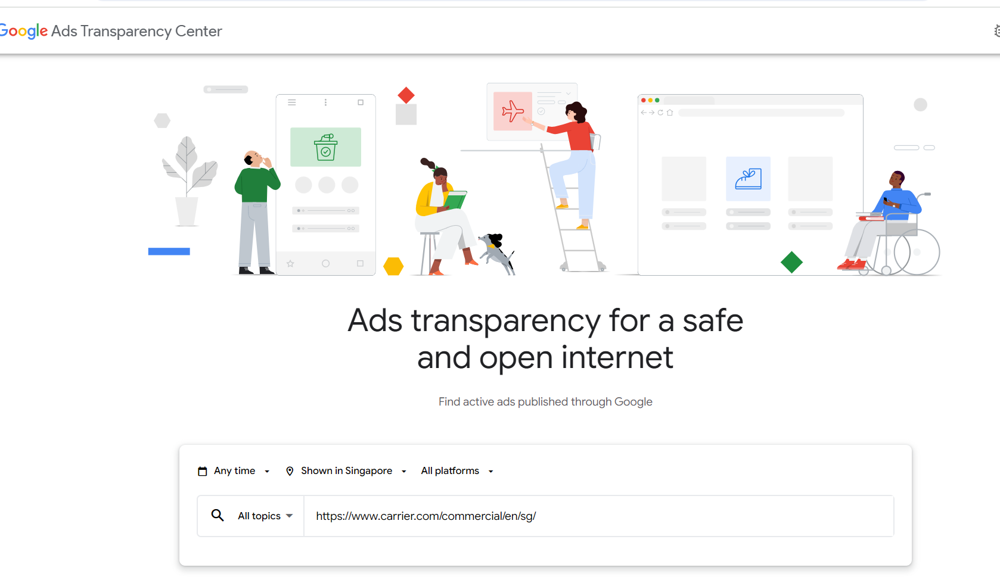 Google Ads Transparency Center
Ads transparency for a safe
and open internet
Find active ads published through Google
Any time
Shown in Singapore
All platforms
All topics
https://www.carrier.com/commercial/en/sg/